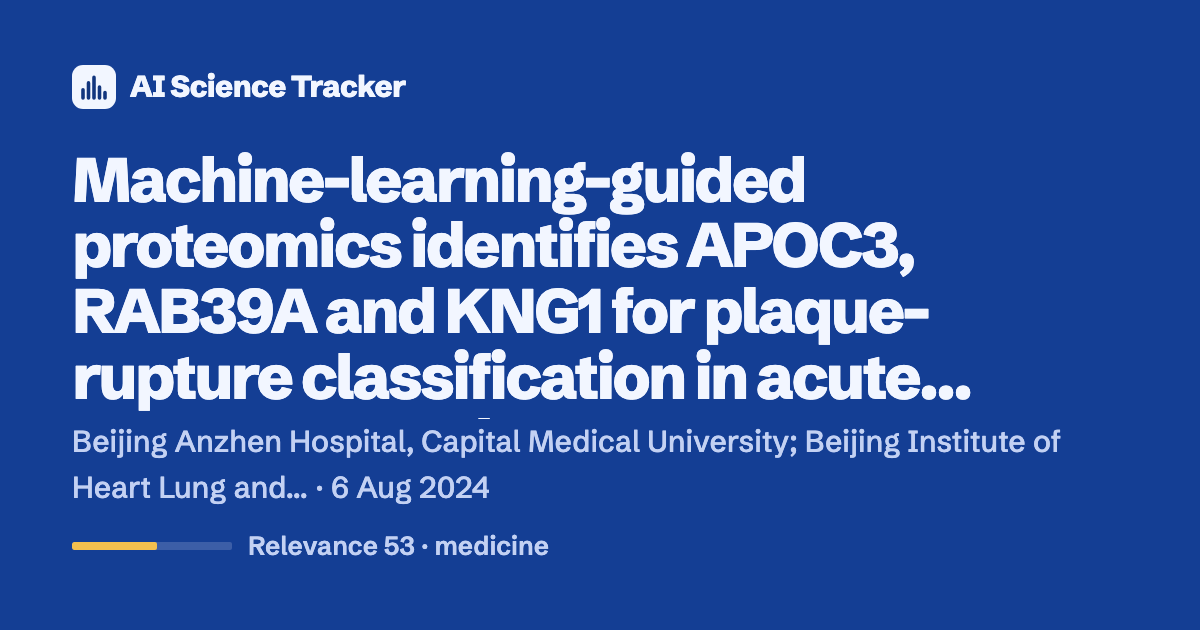 AI Science Tracker
Machine-learning-guided
proteomics identifies APOC3,
RAB39A and KNG1 for plaque-
rupture classification in acute...
Beijing Anzhen Hospital, Capital Medical University; Beijing Institute of
Heart Lung and... · 6 Aug 2024
Relevance 53 · medicine